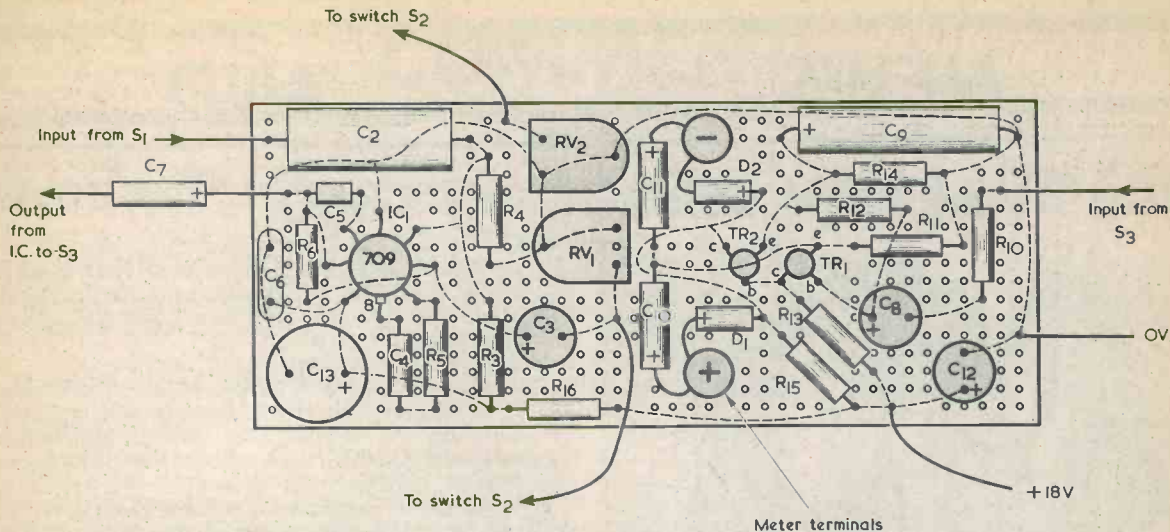 To switch S2
Input from S1
C2
RV2
C11
−
D2
+
C9
C7
+
C5
R4
R14
R12
R11
R10
Input from S3
Output from I.C. to S3
IC1
R6
709
C6
RV1
TR2
c
e
b
e
TR1
c
b
8
C4
R5
R3
C3
+
C10
+
D1
+
R13
C8
+
C13
+
R16
R15
C12
+
0V
To switch S2
+18V
Meter terminals